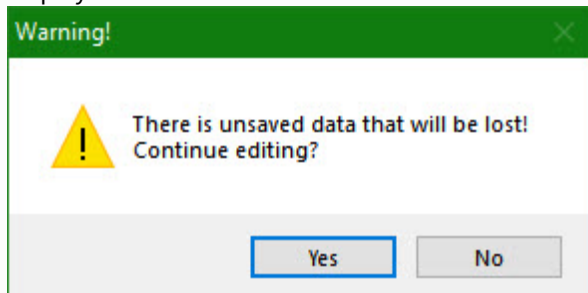 Warning!
There is unsaved data that will be lost!
Continue editing?
Yes
No